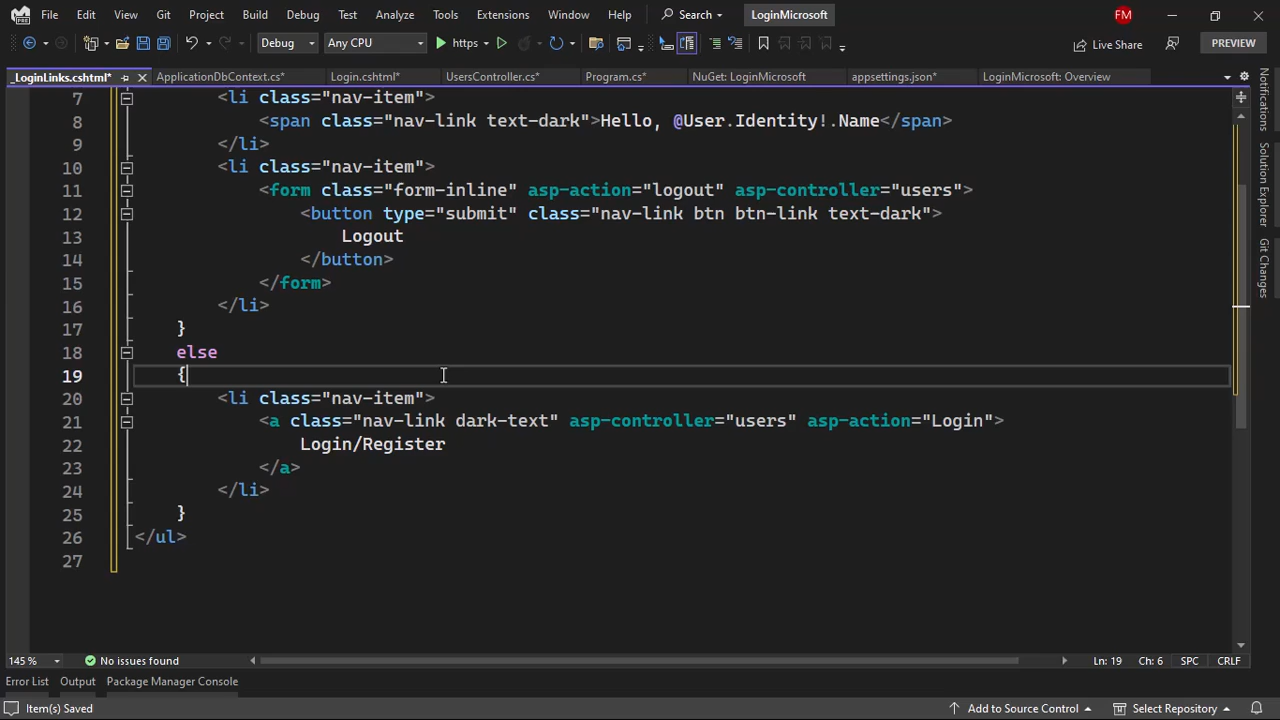 File Edit View Git Project Build Debug Test Analyze Tools Extensions Window Help Search LoginMicrosoft FM
Debug Any CPU https Live Share PREVIEW
_LoginLinks.cshtml* ApplicationDbContext.cs* Login.cshtml* UsersController.cs* Program.cs* NuGet: LoginMicrosoft appsettings.json* LoginMicrosoft: Overview
7 <li class="nav-item">
8 <span class="nav-link text-dark">Hello, @User.Identity!.Name</span>
9 </li>
10 <li class="nav-item">
11 <form class="form-inline" asp-action="logout" asp-controller="users">
12 <button type="submit" class="nav-link btn btn-link text-dark">
13 Logout
14 </button>
15 </form>
16 </li>
17 }
18 else
19 {
20 <li class="nav-item">
21 <a class="nav-link dark-text" asp-controller="users" asp-action="Login">
22 Login/Register
23 </a>
24 </li>
25 }
26 </ul>
27
Notifications
Solution Explorer
Git Changes
145 % No issues found Ln: 19 Ch: 6 SPC CRLF
Error List Output Package Manager Console
Item(s) Saved Add to Source Control Select Repository